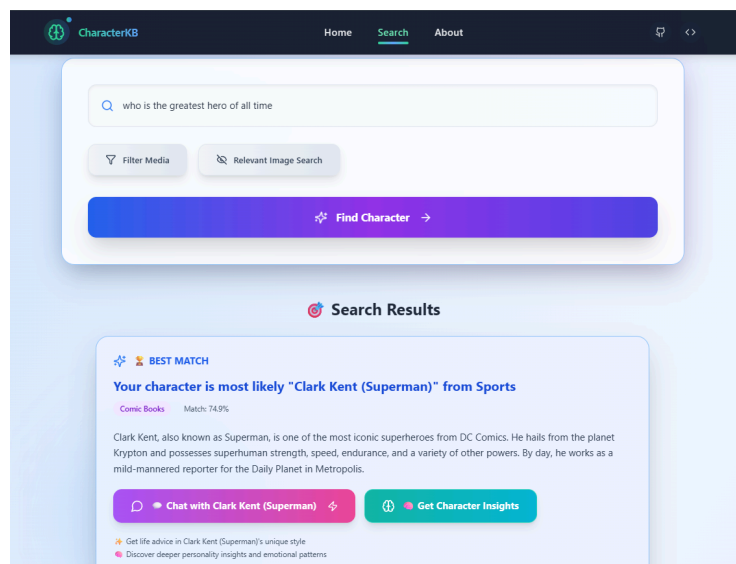 CharacterKB
Home Search About
who is the greatest hero of all time
Filter Media
Relevant Image Search
Find Character
Search Results
BEST MATCH
Your character is most likely "Clark Kent (Superman)" from Sports
Comic Books Match: 74.9%
Clark Kent, also known as Superman, is one of the most iconic superheroes from DC Comics. He hails from the planet
Krypton and possesses superhuman strength, speed, endurance, and a variety of other powers. By day, he works as a
mild-mannered reporter for the Daily Planet in Metropolis.
Chat with Clark Kent (Superman)
Get Character Insights
Get life advice in Clark Kent (Superman)'s unique style
Discover deeper personality insights and emotional patterns